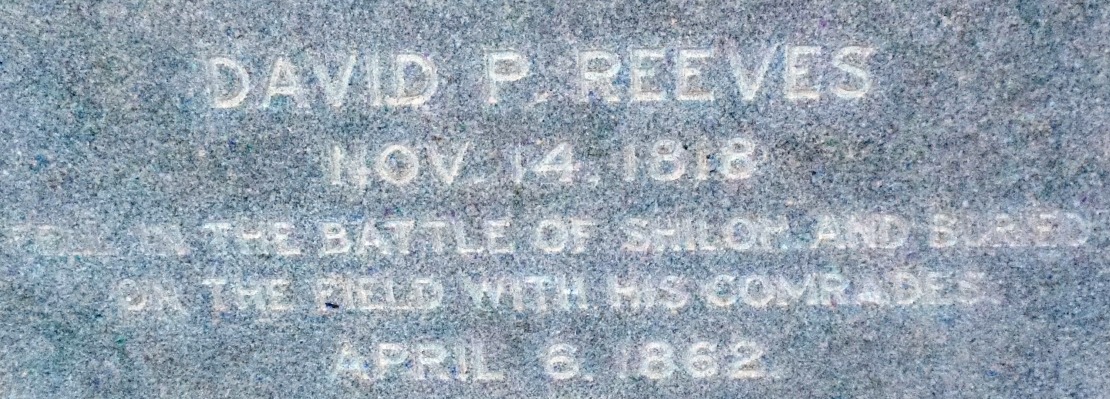 DAVID P. REEVES
NOV. 14. 1818
FELL IN THE BATTLE OF SHILOH. AND BURIED
ON THE FIELD WITH HIS COMRADES.
APRIL 6. 1862.